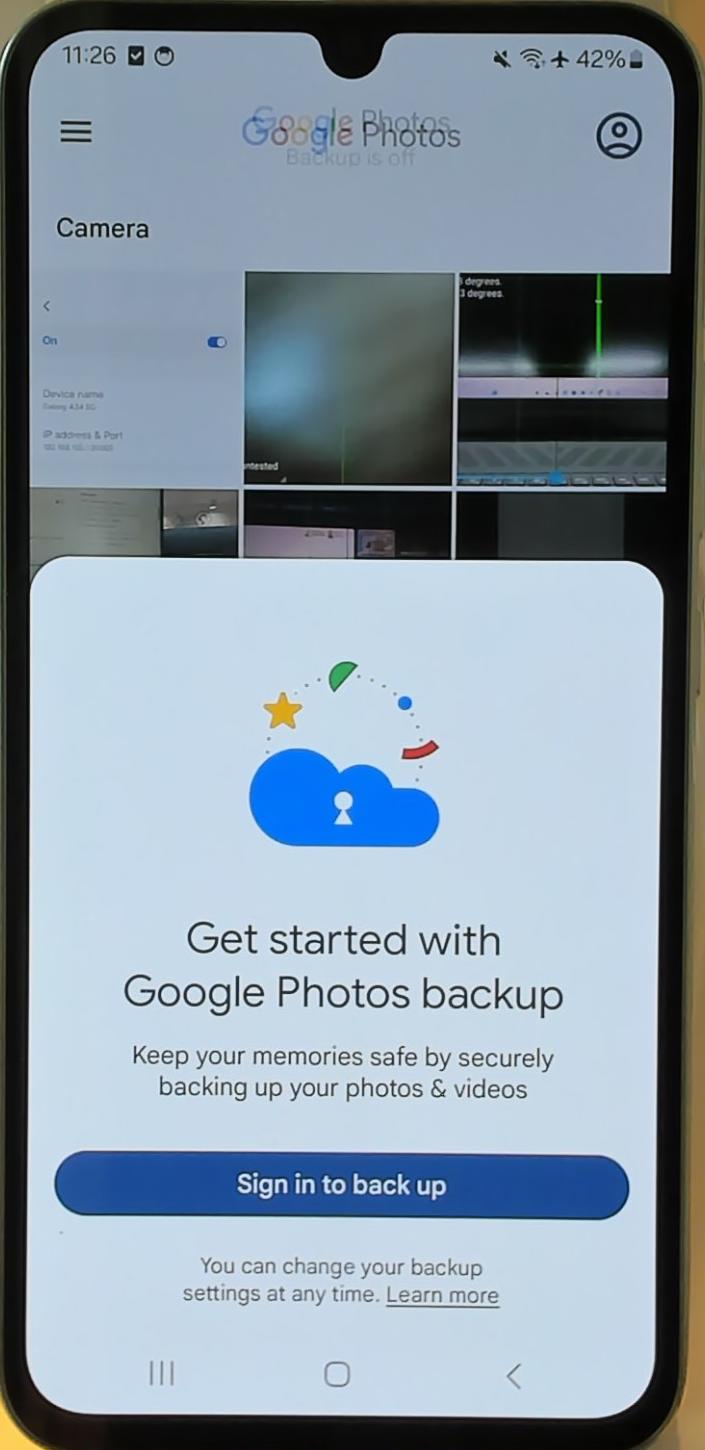 11:26
42%
Google Photos
Google Photos
Backup is off
Camera
On
Device name
Galaxy A34 5G
IP address & Port
degrees.
3 degrees.
Get started with
Google Photos backup
Keep your memories safe by securely
backing up your photos & videos
Sign in to back up
You can change your backup
settings at any time. Learn more